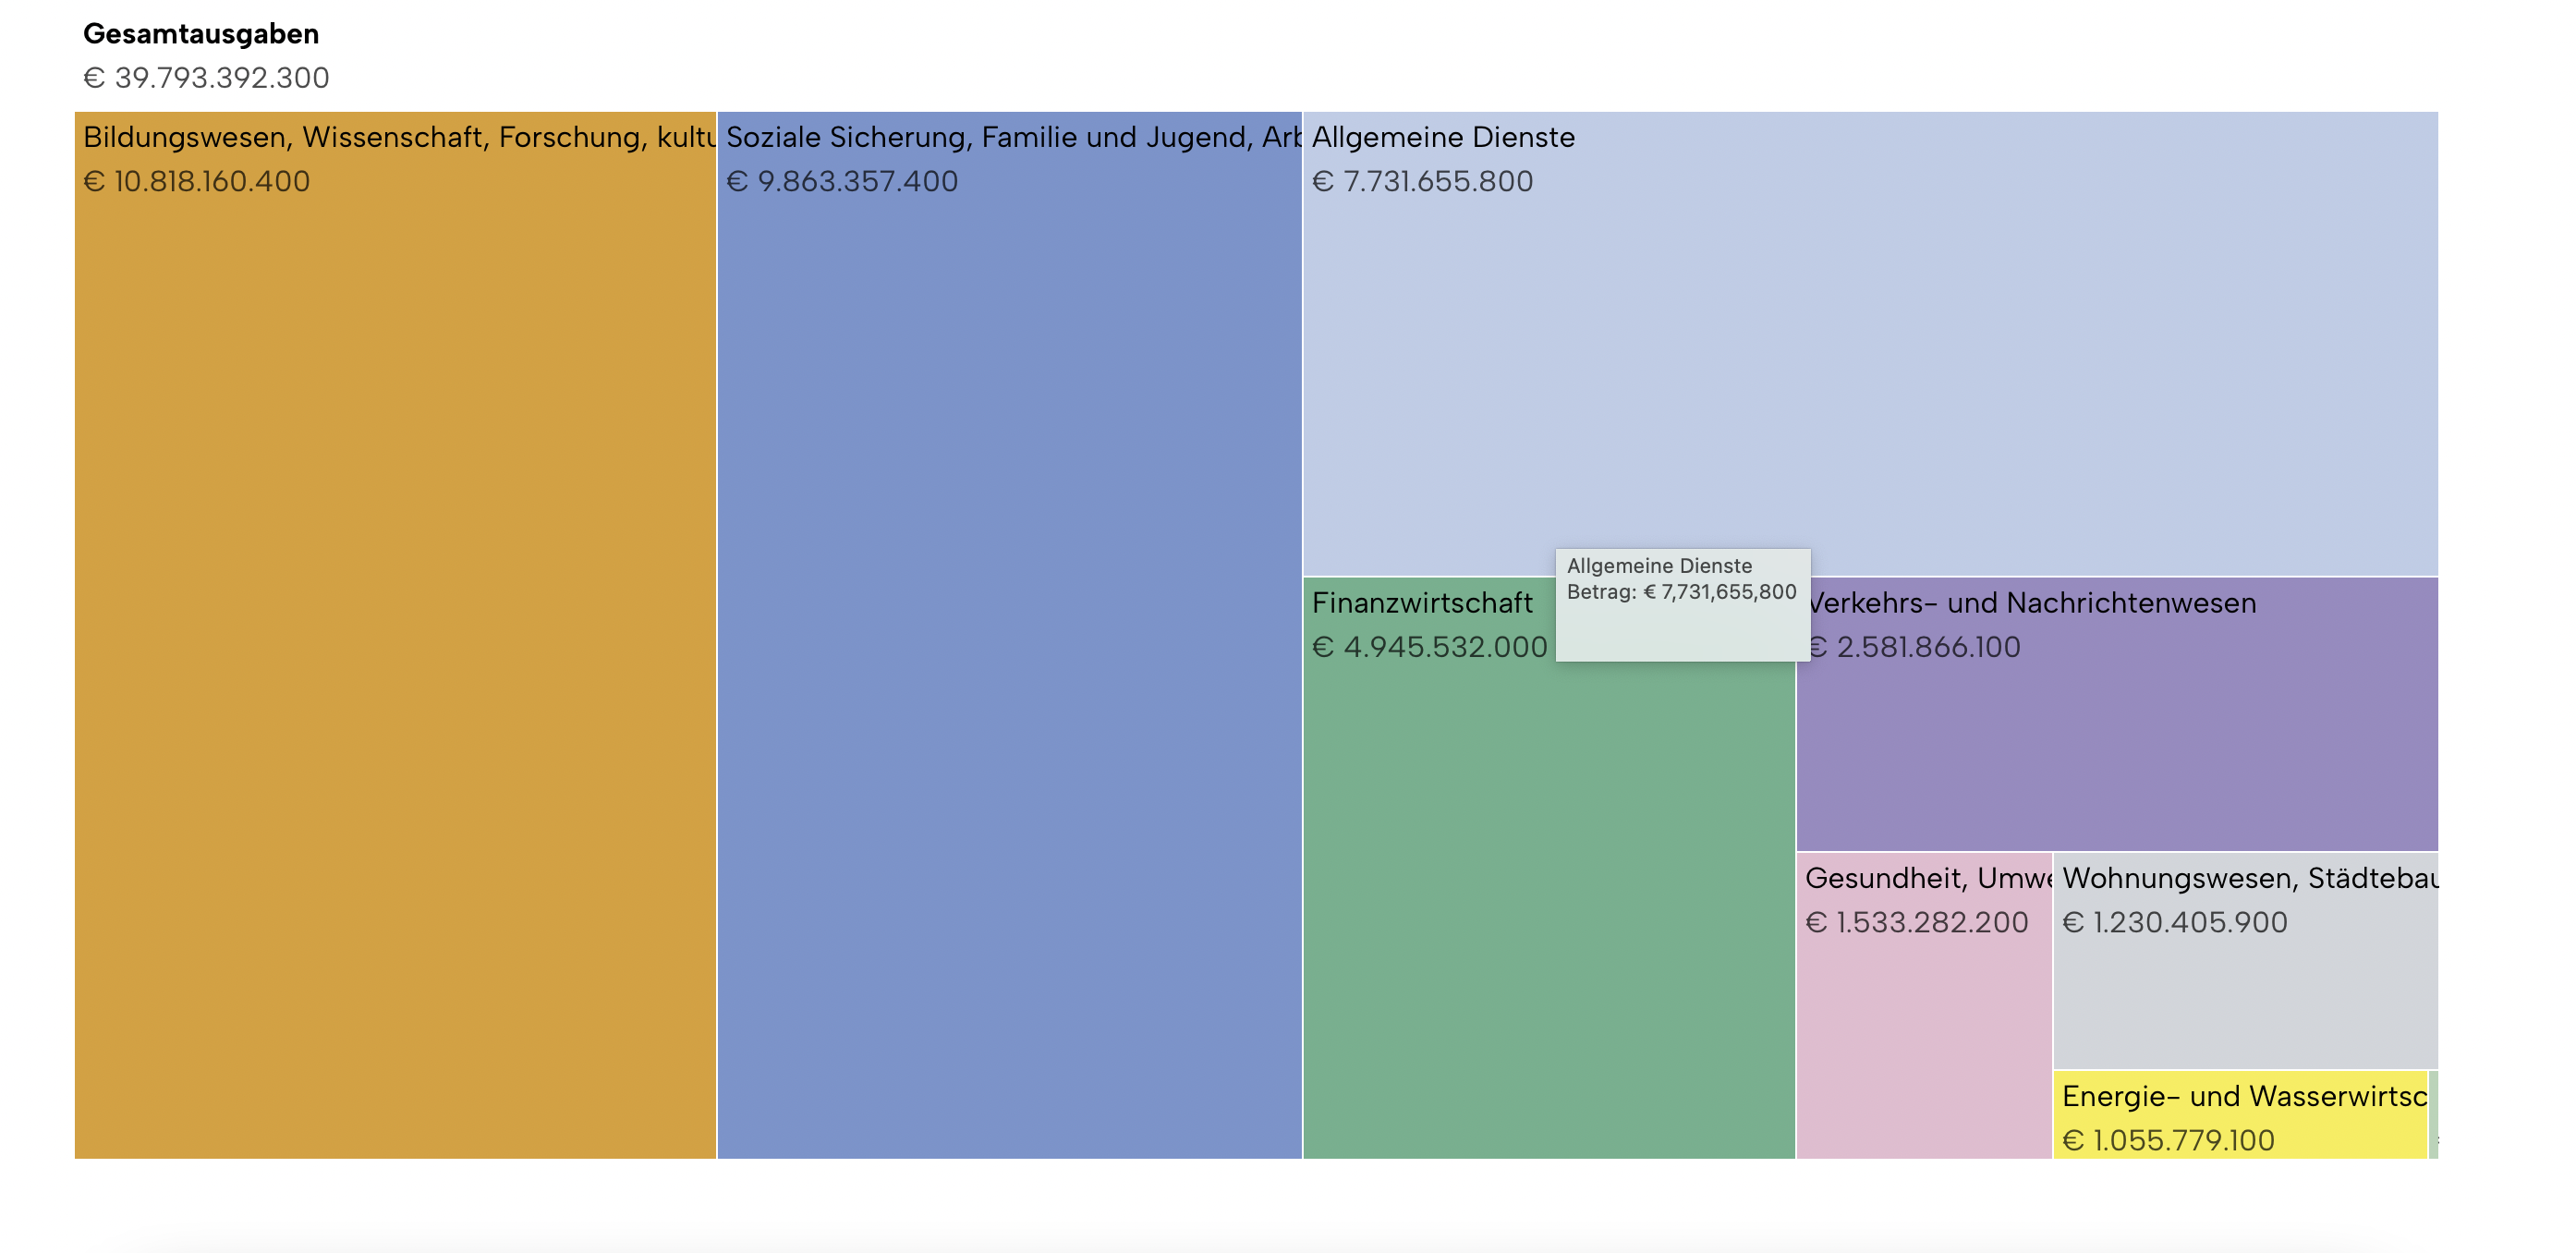 Gesamtausgaben
€ 39.793.392.300
Bildungswesen, Wissenschaft, Forschung, kultu
€ 10.818.160.400
Soziale Sicherung, Familie und Jugend, Arb
€ 9.863.357.400
Allgemeine Dienste
€ 7.731.655.800
Finanzwirtschaft
€ 4.945.532.000
Allgemeine Dienste
Betrag: € 7,731,655,800
Verkehrs- und Nachrichtenwesen
€ 2.581.866.100
Gesundheit, Umwe
€ 1.533.282.200
Wohnungswesen, Städtebau
€ 1.230.405.900
Energie- und Wasserwirtsc
€ 1.055.779.100